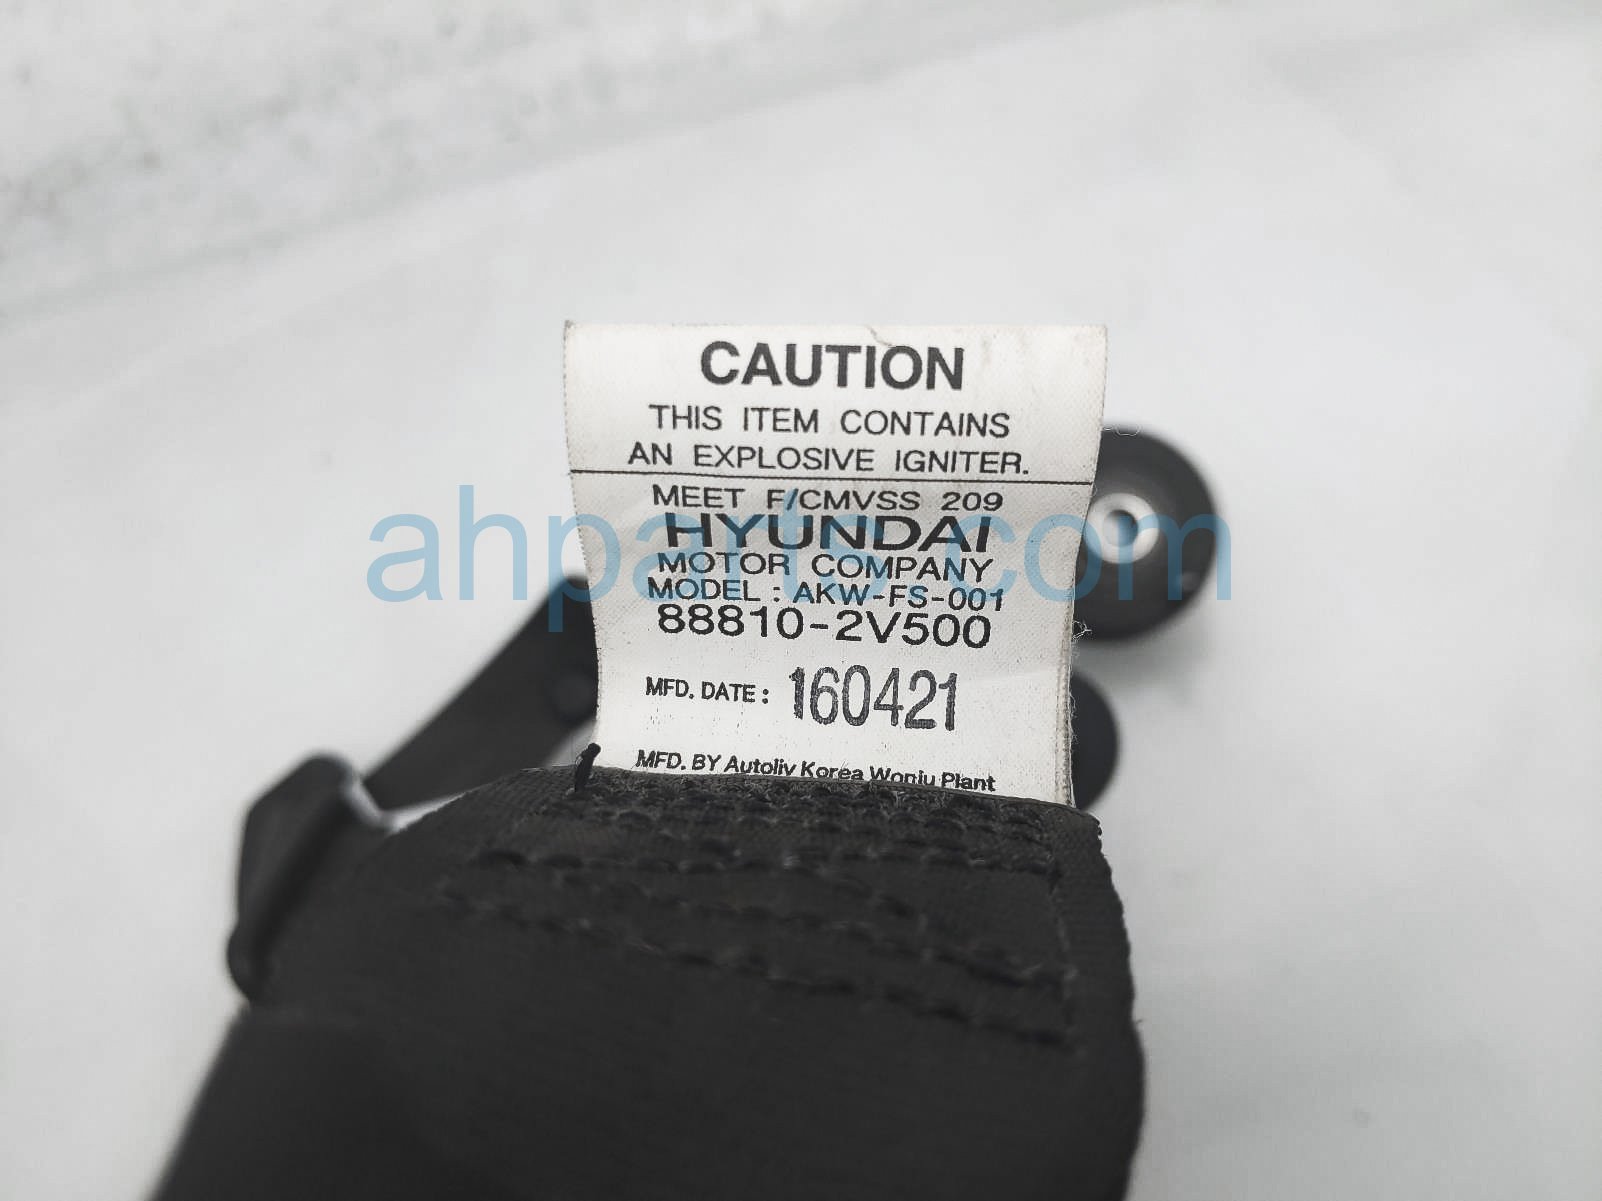 CAUTION
THIS ITEM CONTAINS
AN EXPLOSIVE IGNITER.
MEET F/CMVSS 209
HYUNDAI
MOTOR COMPANY
MODEL : AKW-FS-001
88810-2V500
MFD. DATE : 160421
MFD. BY Autoliv Korea Wonju Plant
ahparts.com